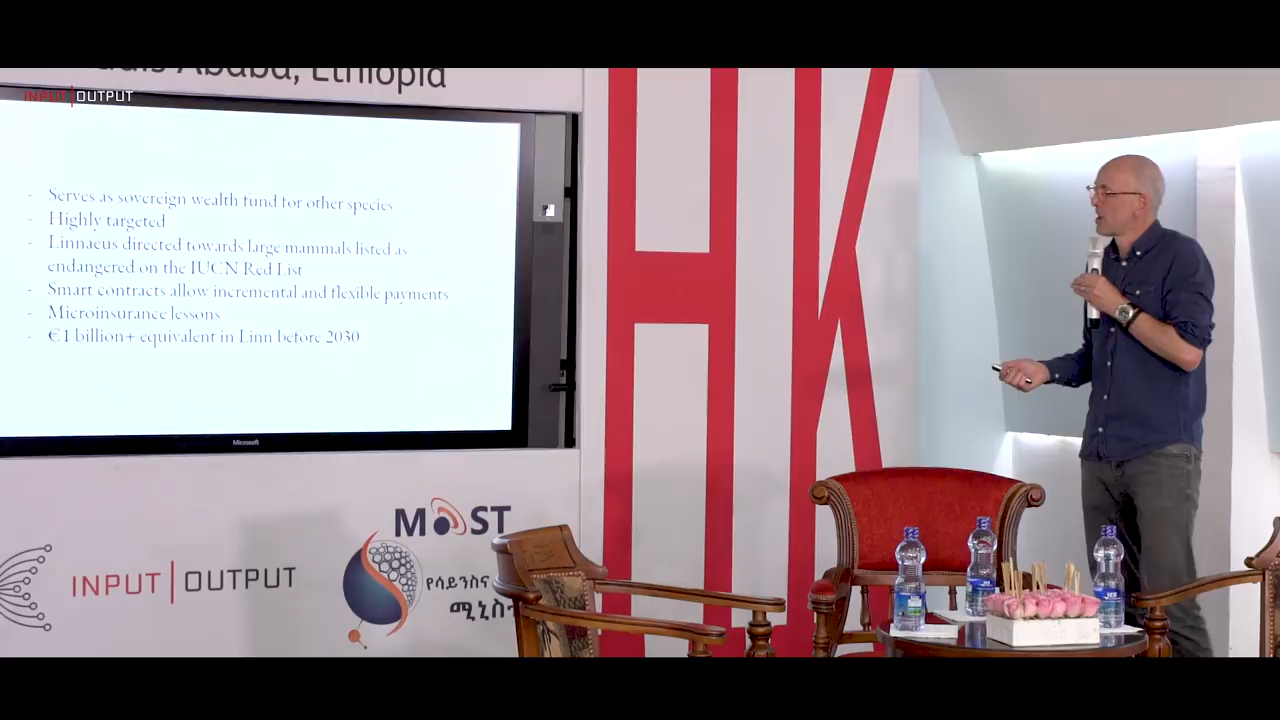 Ababa, Ethiopia
INPUT | OUTPUT
- Serves as sovereign wealth fund for other species
- Highly targeted
- Linnaeus directed towards large mammals listed as
endangered on the IUCN Red List
- Smart contracts allow incremental and flexible payments
- Microinsurance lessons
- €1 billion+ equivalent in Linn before 2030
Microsoft
HK
MOST
INPUT | OUTPUT
የሳይንስና